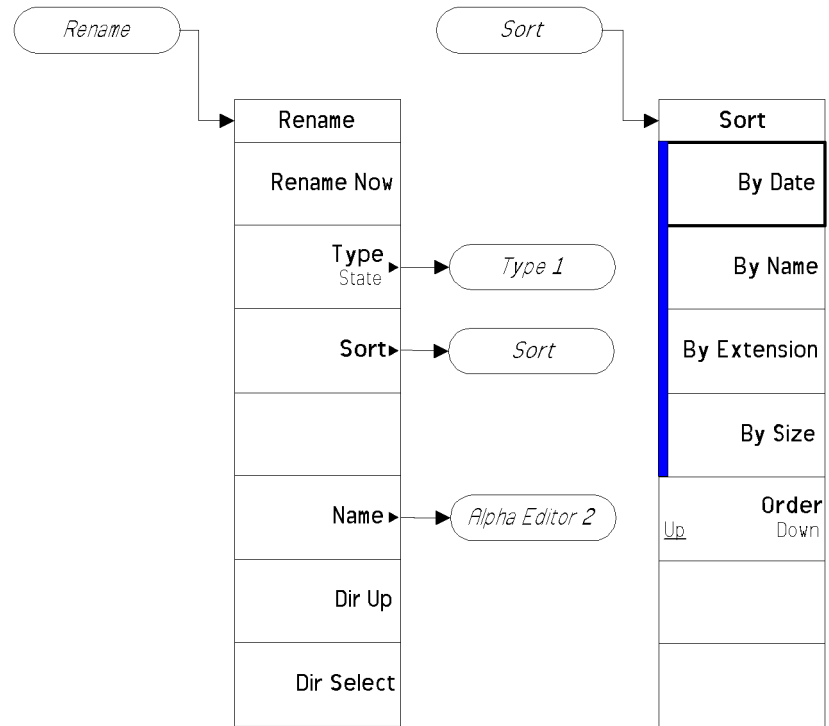 Rename
Sort
Rename
Rename Now
Type
State
Type 1
Sort
Sort
Name
Alpha Editor 2
Dir Up
Dir Select
Sort
By Date
By Name
By Extension
By Size
Order
Up Down